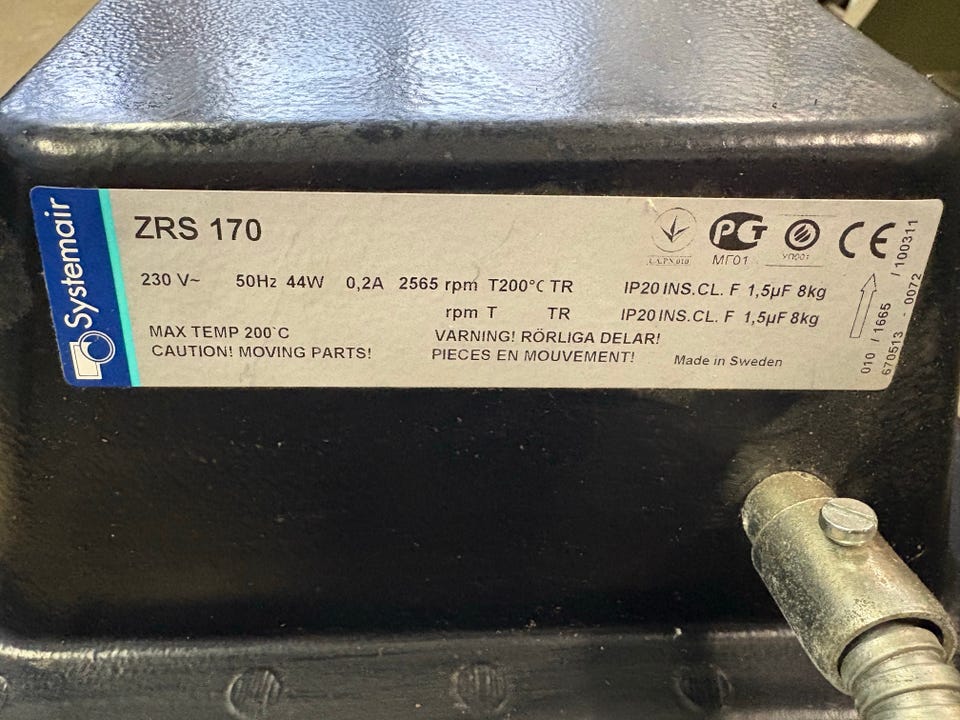 Systemair
ZRS 170
230 V~ 50Hz 44W 0,2A 2565 rpm T200°C TR IP20 INS.CL. F 1,5µF 8kg
rpm T TR IP20 INS.CL. F 1,5µF 8kg
MAX TEMP 200`C
CAUTION! MOVING PARTS!
VARNING! RÖRLIGA DELAR!
PIECES EN MOUVEMENT!
Made in Sweden
РСТ
МГ01
CE
010 / 1665 / 100311
670513 - 0072